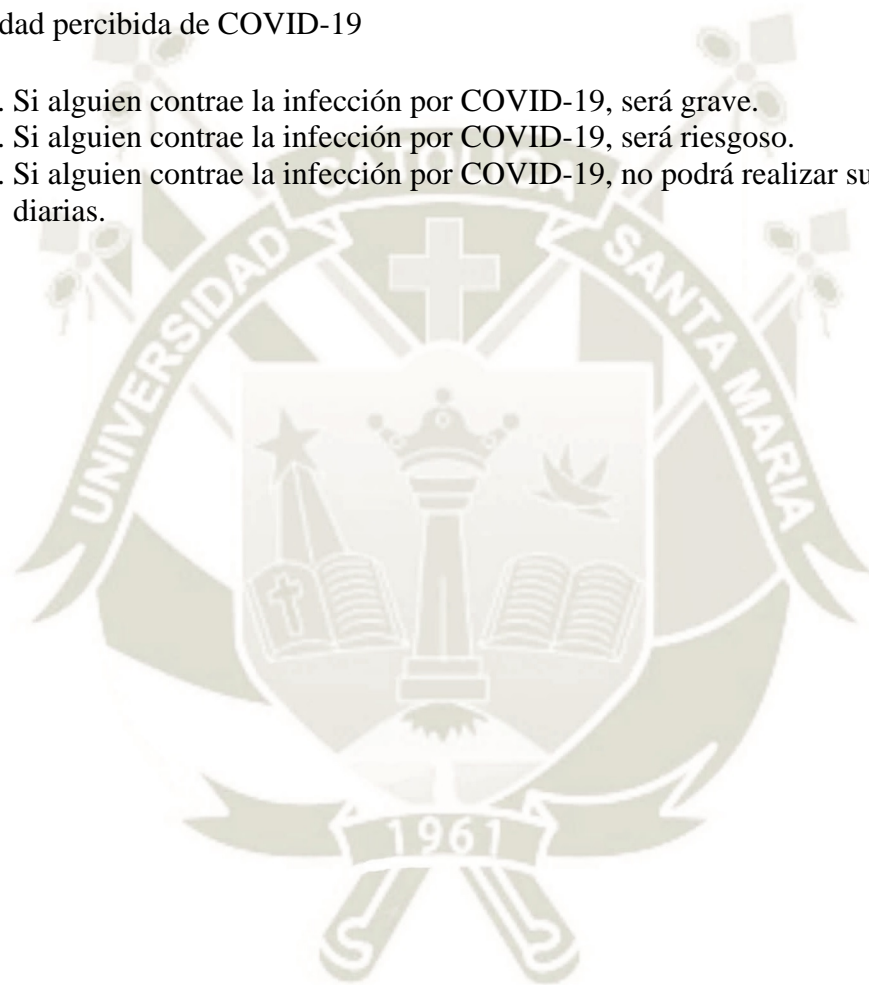 dad percibida de COVID-19
. Si alguien contrae la infección por COVID-19, será grave.
. Si alguien contrae la infección por COVID-19, será riesgoso.
. Si alguien contrae la infección por COVID-19, no podrá realizar su
diarias.
UNIVERSIDAD CATOLICA SANTA MARIA
1961